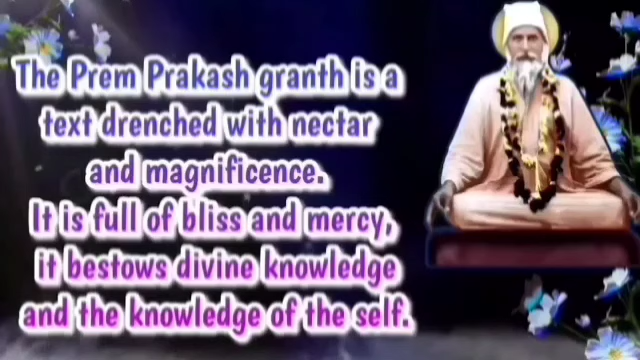 The Prem Prakash granth is a
text drenched with nectar
and magnificence.
It is full of bliss and mercy,
it bestows divine knowledge
and the knowledge of the self.